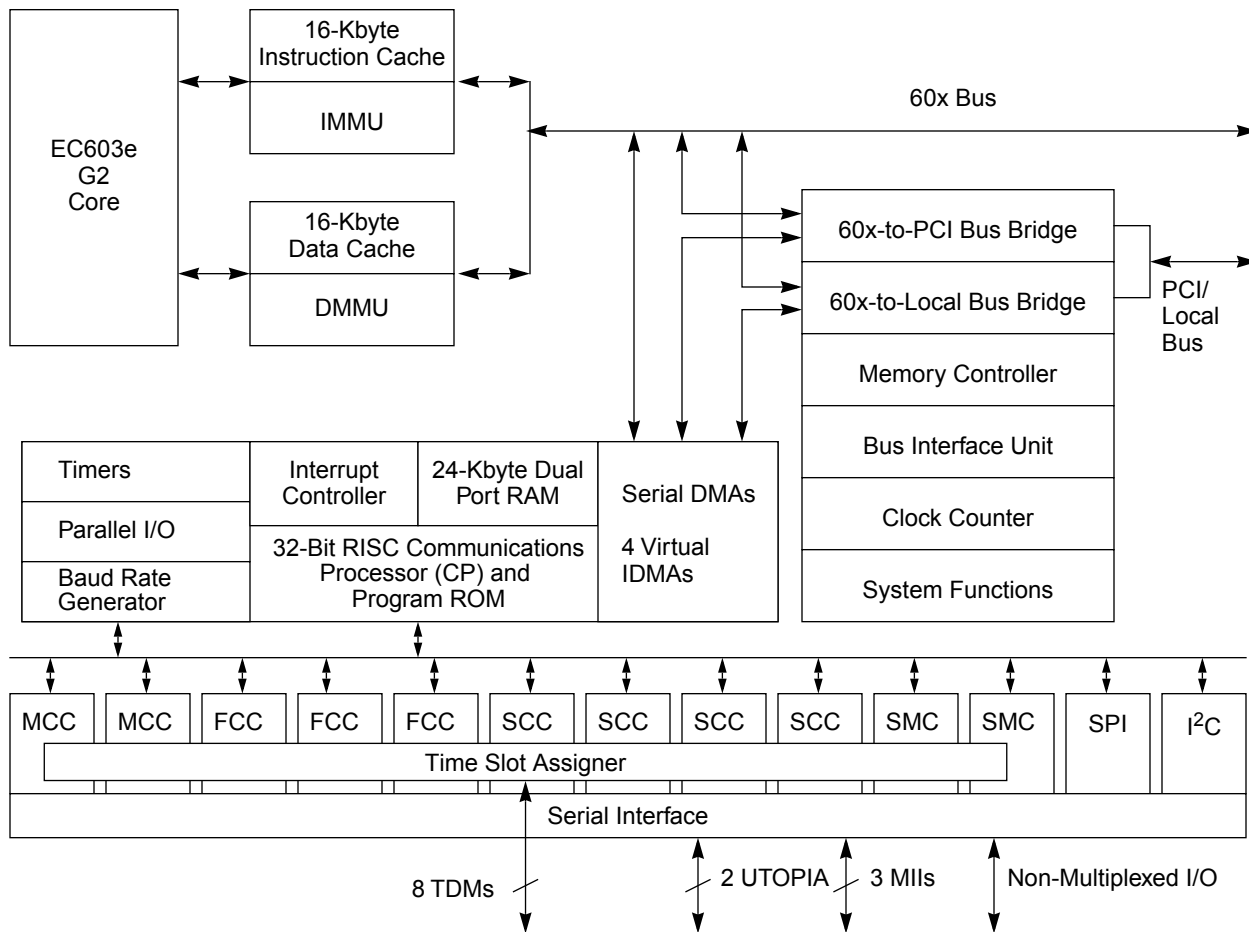 16-Kbyte
Instruction Cache
IMMU
EC603e
G2
Core
16-Kbyte
Data Cache
DMMU
60x Bus
60x-to-PCI Bus Bridge
60x-to-Local Bus Bridge
PCI/
Local
Bus
Memory Controller
Bus Interface Unit
Clock Counter
System Functions
Timers
Parallel I/O
Baud Rate
Generator
Interrupt
Controller
24-Kbyte Dual
Port RAM
32-Bit RISC Communications
Processor (CP) and
Program ROM
Serial DMAs
4 Virtual
IDMAs
MCC MCC FCC FCC FCC SCC SCC SCC SCC SMC SMC SPI I²C
Time Slot Assigner
Serial Interface
8 TDMs 2 UTOPIA 3 MIIs Non-Multiplexed I/O